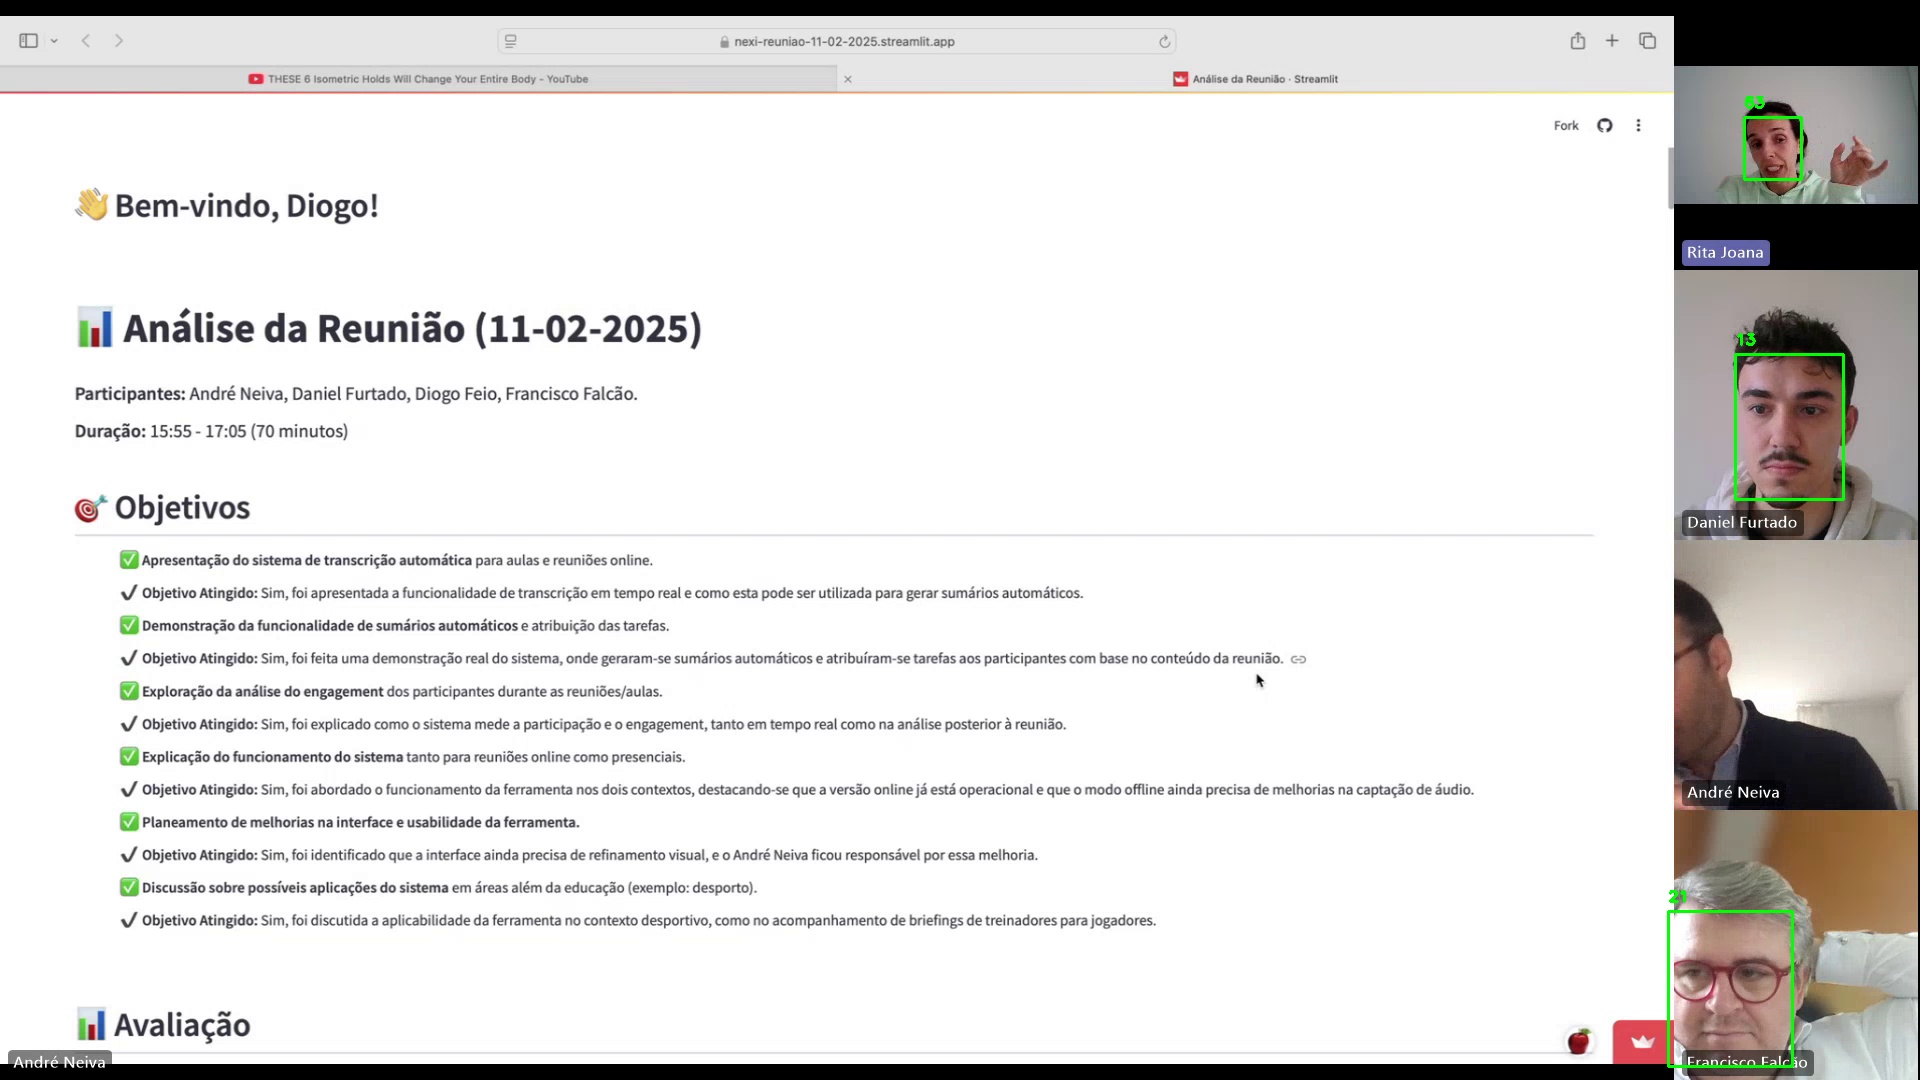 nexi-reuniao-11-02-2025.streamlit.app
THESE 6 Isometric Holds Will Change Your Entire Body - YouTube
Análise da Reunião · Streamlit
Fork
👋 Bem-vindo, Diogo!
📊 Análise da Reunião (11-02-2025)
Participantes: André Neiva, Daniel Furtado, Diogo Feio, Francisco Falcão.
Duração: 15:55 - 17:05 (70 minutos)
🎯 Objetivos
✅ Apresentação do sistema de transcrição automática para aulas e reuniões online.
✔ Objetivo Atingido: Sim, foi apresentada a funcionalidade de transcrição em tempo real e como esta pode ser utilizada para gerar sumários automáticos.
✅ Demonstração da funcionalidade de sumários automáticos e atribuição das tarefas.
✔ Objetivo Atingido: Sim, foi feita uma demonstração real do sistema, onde geraram-se sumários automáticos e atribuíram-se tarefas aos participantes com base no conteúdo da reunião.
✅ Exploração da análise do engagement dos participantes durante as reuniões/aulas.
✔ Objetivo Atingido: Sim, foi explicado como o sistema mede a participação e o engagement, tanto em tempo real como na análise posterior à reunião.
✅ Explicação do funcionamento do sistema tanto para reuniões online como presenciais.
✔ Objetivo Atingido: Sim, foi abordado o funcionamento da ferramenta nos dois contextos, destacando-se que a versão online já está operacional e que o modo offline ainda precisa de melhorias na captação de áudio.
✅ Planeamento de melhorias na interface e usabilidade da ferramenta.
✔ Objetivo Atingido: Sim, foi identificado que a interface ainda precisa de refinamento visual, e o André Neiva ficou responsável por essa melhoria.
✅ Discussão sobre possíveis aplicações do sistema em áreas além da educação (exemplo: desporto).
✔ Objetivo Atingido: Sim, foi discutida a aplicabilidade da ferramenta no contexto desportivo, como no acompanhamento de briefings de treinadores para jogadores.
📊 Avaliação
André Neiva
63
Rita Joana
13
Daniel Furtado
André Neiva
21
Francisco Falcão